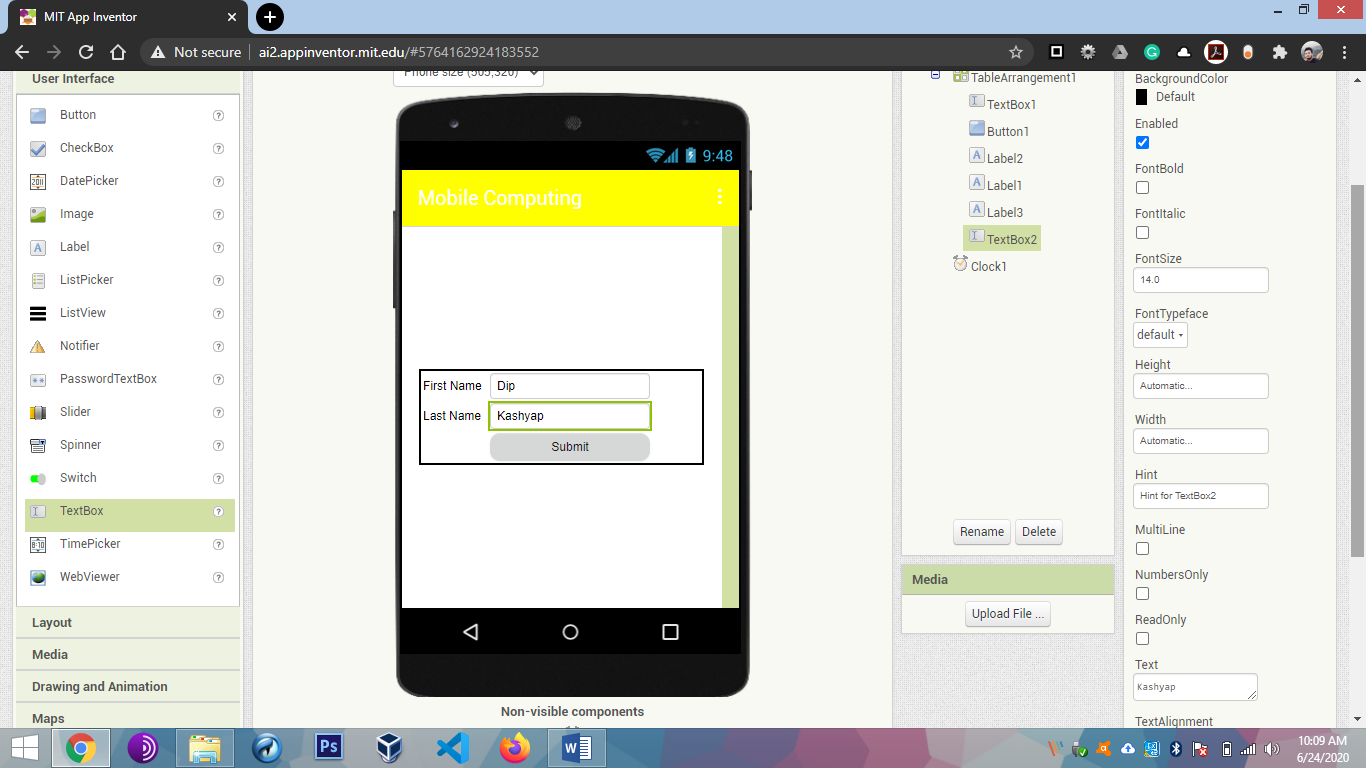 MIT App Inventor
Not secure
ai2.appinventor.mit.edu/#5764162924183552
User Interface
Button
CheckBox
DatePicker
Image
Label
ListPicker
ListView
Notifier
PasswordTextBox
Slider
Spinner
Switch
TextBox
TimePicker
WebViewer
Layout
Media
Drawing and Animation
Maps
Phone size (505,320)
9:48
Mobile Computing
First Name
Dip
Last Name
Kashyap
Submit
Non-visible components
TableArrangement1
TextBox1
Button1
Label2
Label1
Label3
TextBox2
Clock1
Rename
Delete
Media
Upload File ...
BackgroundColor
Default
Enabled
FontBold
FontItalic
FontSize
14.0
FontTypeface
default
Height
Automatic...
Width
Automatic...
Hint
Hint for TextBox2
MultiLine
NumbersOnly
ReadOnly
Text
Kashyap
TextAlignment
Ps
10:09 AM
6/24/2020